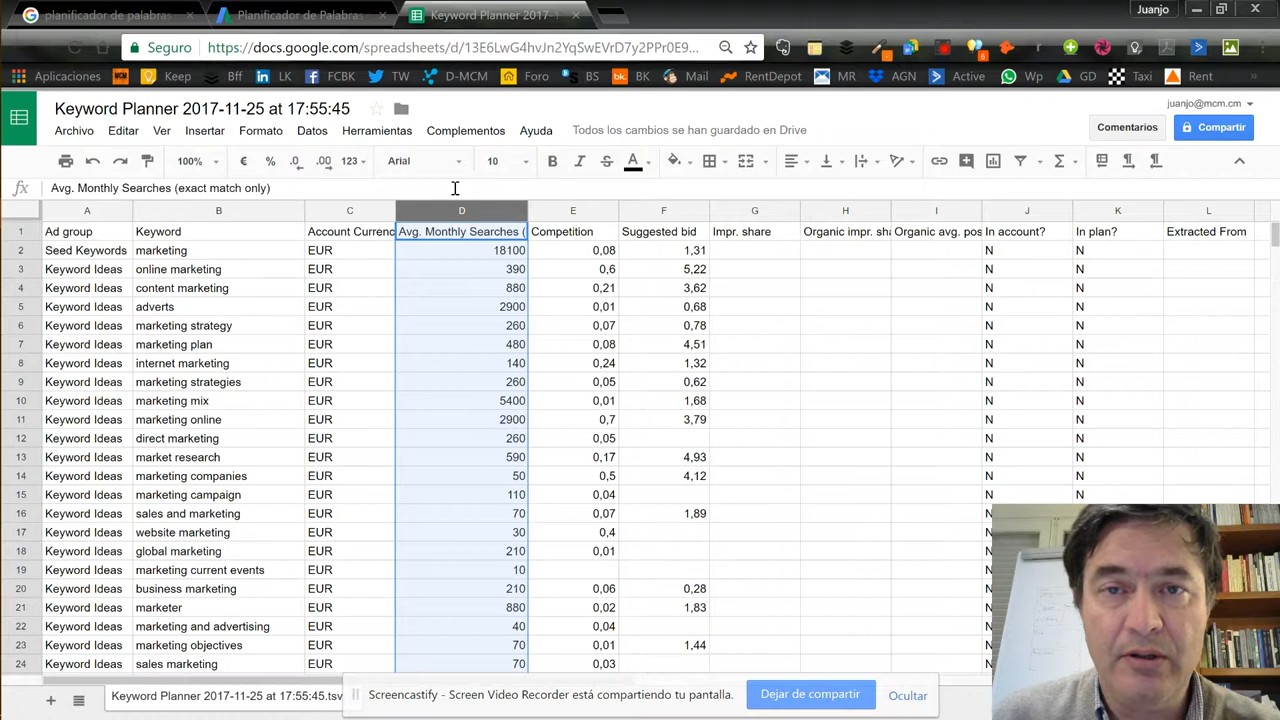 planificador de palabras
Planificador de Palabras
Keyword Planner 2017-1
Juanjo
Seguro
https://docs.google.com/spreadsheets/d/13E6LwG4hvJn2YqSwEVrD7y2PPr0E9...
Aplicaciones Keep Bff LK FCBK TW D-MCM Foro BS BK Mail RentDepot MR AGN Active Wp GD Taxi Rent
Keyword Planner 2017-11-25 at 17:55:45
juanjo@mcm.cm
Archivo Editar Ver Insertar Formato Datos Herramientas Complementos Ayuda Todos los cambios se han guardado en Drive
Comentarios
Compartir
100% € % .0 .00 123 Arial 10
fx Avg. Monthly Searches (exact match only)
A B C D E F G H I J K L
1 Ad group Keyword Account Currenc Avg. Monthly Searches ( Competition Suggested bid Impr. share Organic impr. sha Organic avg. pos In account? In plan? Extracted From
2 Seed Keywords marketing EUR 18100 0,08 1,31 N N
3 Keyword Ideas online marketing EUR 390 0,6 5,22 N N
4 Keyword Ideas content marketing EUR 880 0,21 3,62 N N
5 Keyword Ideas adverts EUR 2900 0,01 0,68 N N
6 Keyword Ideas marketing strategy EUR 260 0,07 0,78 N N
7 Keyword Ideas marketing plan EUR 480 0,08 4,51 N N
8 Keyword Ideas internet marketing EUR 140 0,24 1,32 N N
9 Keyword Ideas marketing strategies EUR 260 0,05 0,62 N N
10 Keyword Ideas marketing mix EUR 5400 0,01 1,68 N N
11 Keyword Ideas marketing online EUR 2900 0,7 3,79 N N
12 Keyword Ideas direct marketing EUR 260 0,05 N N
13 Keyword Ideas market research EUR 590 0,17 4,93 N N
14 Keyword Ideas marketing companies EUR 50 0,5 4,12 N N
15 Keyword Ideas marketing campaign EUR 110 0,04 N N
16 Keyword Ideas sales and marketing EUR 70 0,07 1,89 N
17 Keyword Ideas website marketing EUR 30 0,4 N
18 Keyword Ideas global marketing EUR 210 0,01 N
19 Keyword Ideas marketing current events EUR 10 N
20 Keyword Ideas business marketing EUR 210 0,06 0,28 N
21 Keyword Ideas marketer EUR 880 0,02 1,83 N
22 Keyword Ideas marketing and advertising EUR 40 0,04 N
23 Keyword Ideas marketing objectives EUR 70 0,01 1,44 N
24 Keyword Ideas sales marketing EUR 70 0,03 N
Keyword Planner 2017-11-25 at 17:55:45.tsv
Screencastify - Screen Video Recorder está compartiendo tu pantalla.
Dejar de compartir
Ocultar